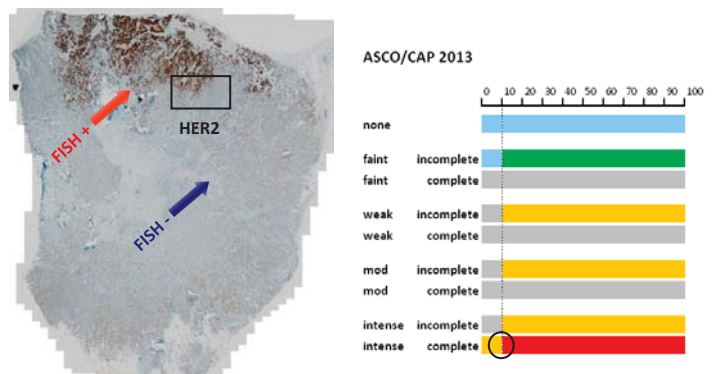 FISH +
HER2
FISH -
ASCO/CAP 2013
0 10 20 30 40 50 60 70 80 90 100
none
faint incomplete
faint complete
weak incomplete
weak complete
mod incomplete
mod complete
intense incomplete
intense complete